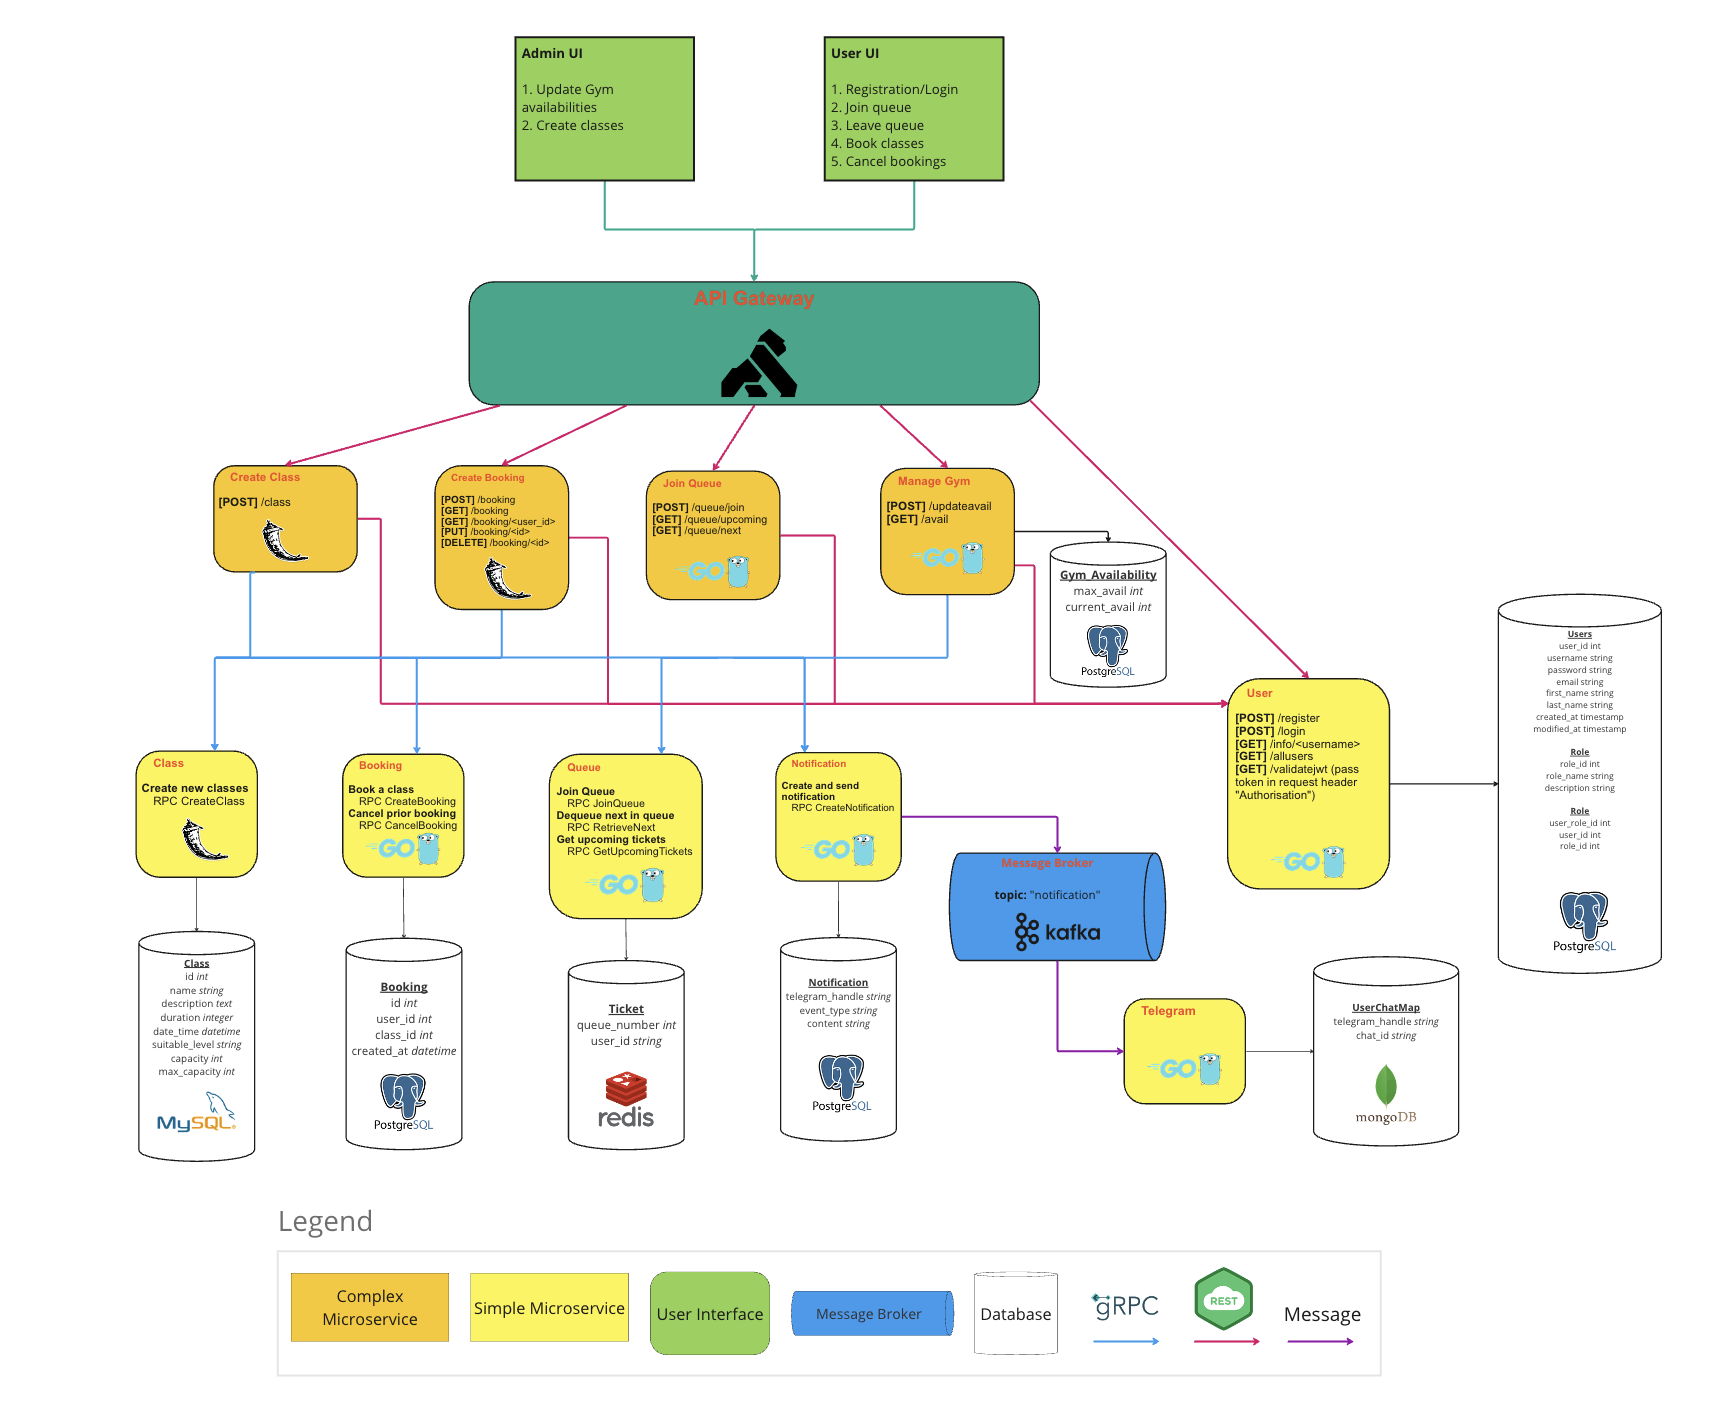 Admin UI
1. Update Gym
availabilities
2. Create classes
User UI
1. Registration/Login
2. Join queue
3. Leave queue
4. Book classes
5. Cancel bookings
API Gateway
Create Class
[POST] /class
Create Booking
[POST] /booking
[GET] /booking
[GET] /booking/<user_id>
[PUT] /booking/<id>
[DELETE] /booking/<id>
Join Queue
[POST] /queue/join
[GET] /queue/upcoming
[GET] /queue/next
GO
Manage Gym
[POST] /updateavail
[GET] /avail
GO
Gym_Availability
max_avail int
current_avail int
PostgreSQL
User
[POST] /register
[POST] /login
[GET] /info/<username>
[GET] /allusers
[GET] /validatejwt (pass
token in request header
"Authorisation")
GO
Users
user_id int
username string
password string
email string
first_name string
last_name string
created_at timestamp
modified_at timestamp
Role
role_id int
role_name string
description string
Role
user_role_id int
user_id int
role_id int
PostgreSQL
Class
Create new classes
RPC CreateClass
Booking
Book a class
RPC CreateBooking
Cancel prior booking
RPC CancelBooking
GO
Queue
Join Queue
RPC JoinQueue
Dequeue next in queue
RPC RetrieveNext
Get upcoming tickets
RPC GetUpcomingTickets
GO
Notification
Create and send
notification
RPC CreateNotification
GO
Message Broker
topic: "notification"
kafka
Class
id int
name string
description text
duration integer
date_time datetime
suitable_level string
capacity int
max_capacity int
MySQL
Booking
id int
user_id int
class_id int
created_at datetime
PostgreSQL
Ticket
queue_number int
user_id string
redis
Notification
telegram_handle string
event_type string
content string
PostgreSQL
Telegram
GO
UserChatMap
telegram_handle string
chat_id string
mongoDB
Legend
Complex
Microservice
Simple Microservice
User Interface
Message Broker
Database
gRPC
REST
Message